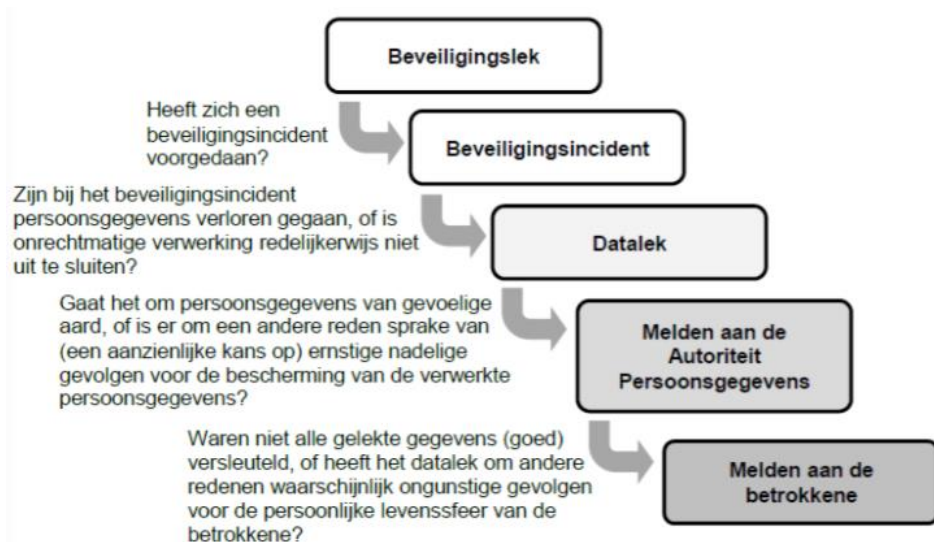 Beveiligingslek
Heeft zich een
beveiligingsincident
voorgedaan?
Beveiligingsincident
Zijn bij het beveiligingsincident
persoonsgegevens verloren gegaan, of is
onrechtmatige verwerking redelijkerwijs niet
uit te sluiten?
Datalek
Gaat het om persoonsgegevens van gevoelige
aard, of is er om een andere reden sprake van
(een aanzienlijke kans op) ernstige nadelige
gevolgen voor de bescherming van de verwerkte
persoonsgegevens?
Melden aan de
Autoriteit
Persoonsgegevens
Waren niet alle gelekte gegevens (goed)
versleuteld, of heeft het datalek om andere
redenen waarschijnlijk ongunstige gevolgen
voor de persoonlijke levenssfeer van de
betrokkene?
Melden aan de
betrokkene